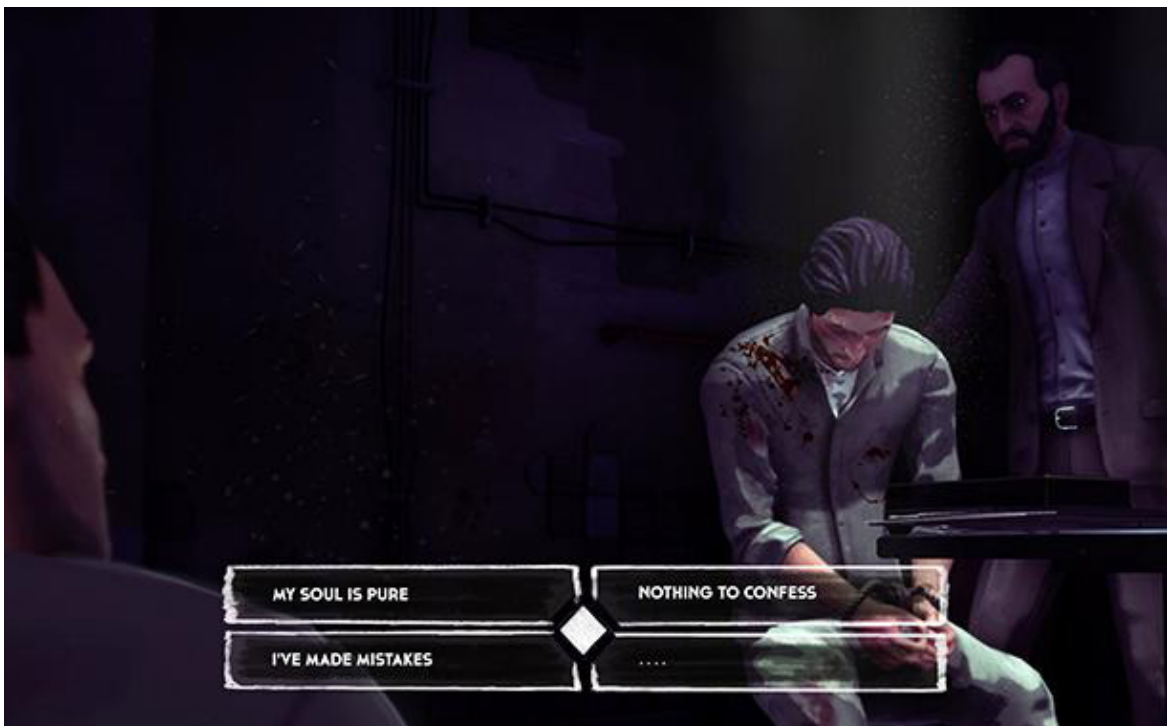 MY SOUL IS PURE
NOTHING TO CONFESS
I'VE MADE MISTAKES
....